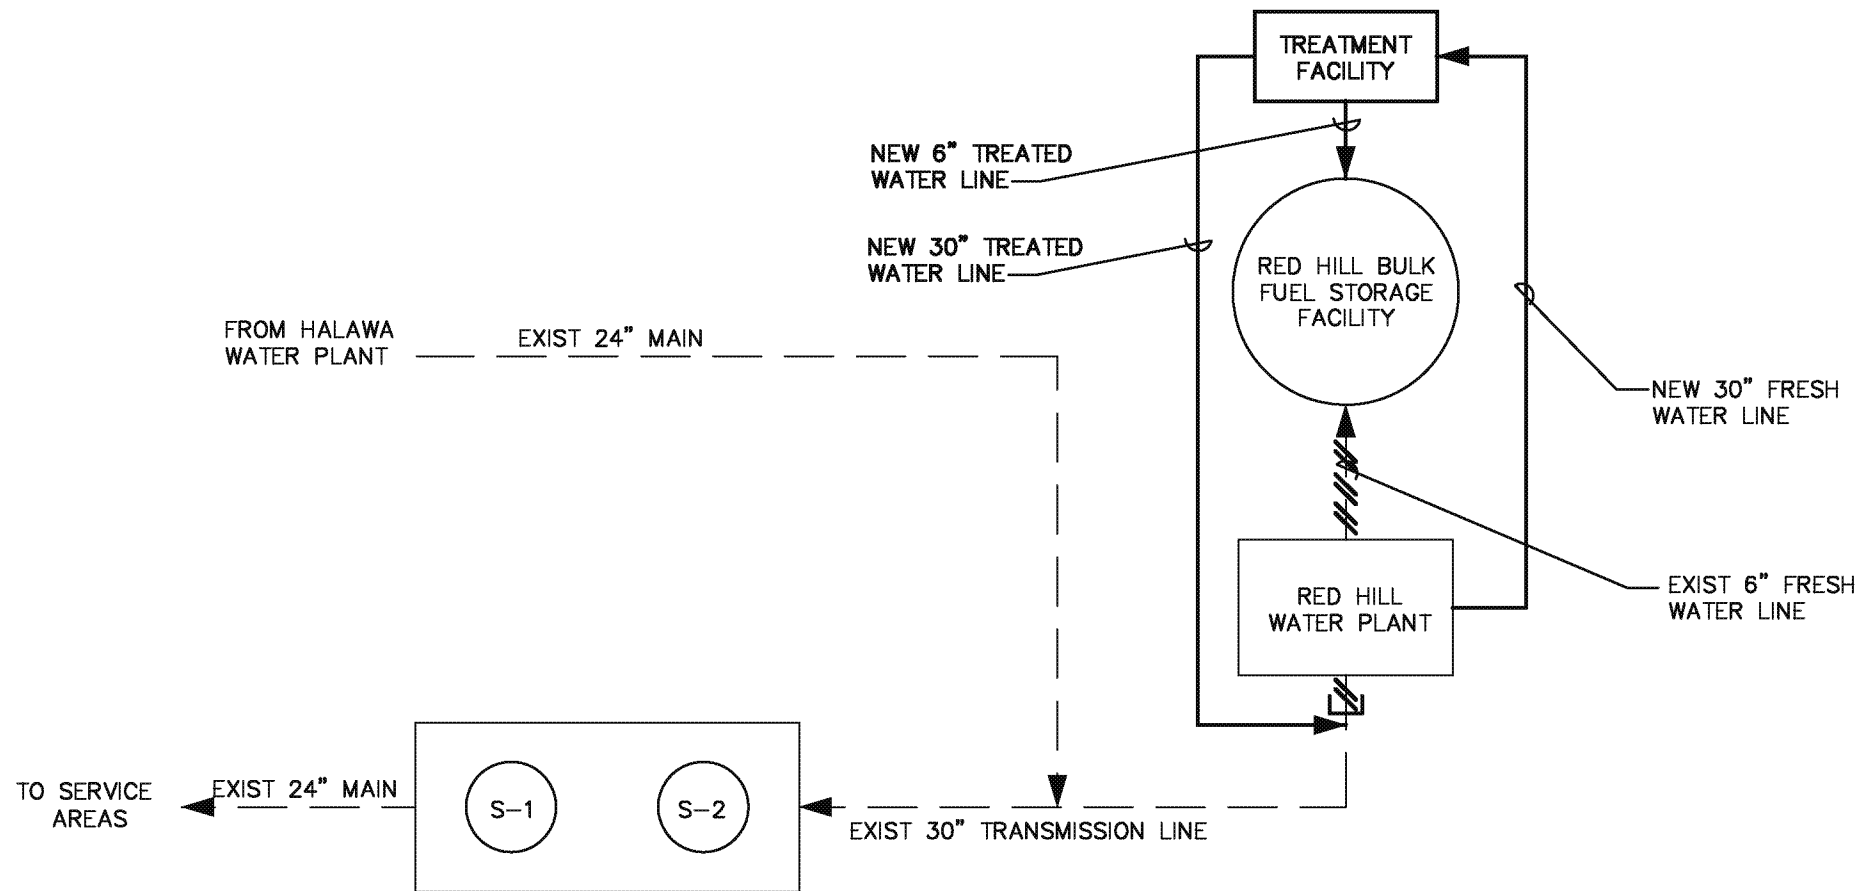 TREATMENT
FACILITY
NEW 6” TREATED
WATER LINE
NEW 30” TREATED
WATER LINE
RED HILL BULK
FUEL STORAGE
FACILITY
FROM HALAWA
WATER PLANT
EXIST 24” MAIN
NEW 30” FRESH
WATER LINE
EXIST 6” FRESH
WATER LINE
RED HILL
WATER PLANT
TO SERVICE
AREAS
EXIST 24” MAIN
S-1
S-2
EXIST 30” TRANSMISSION LINE